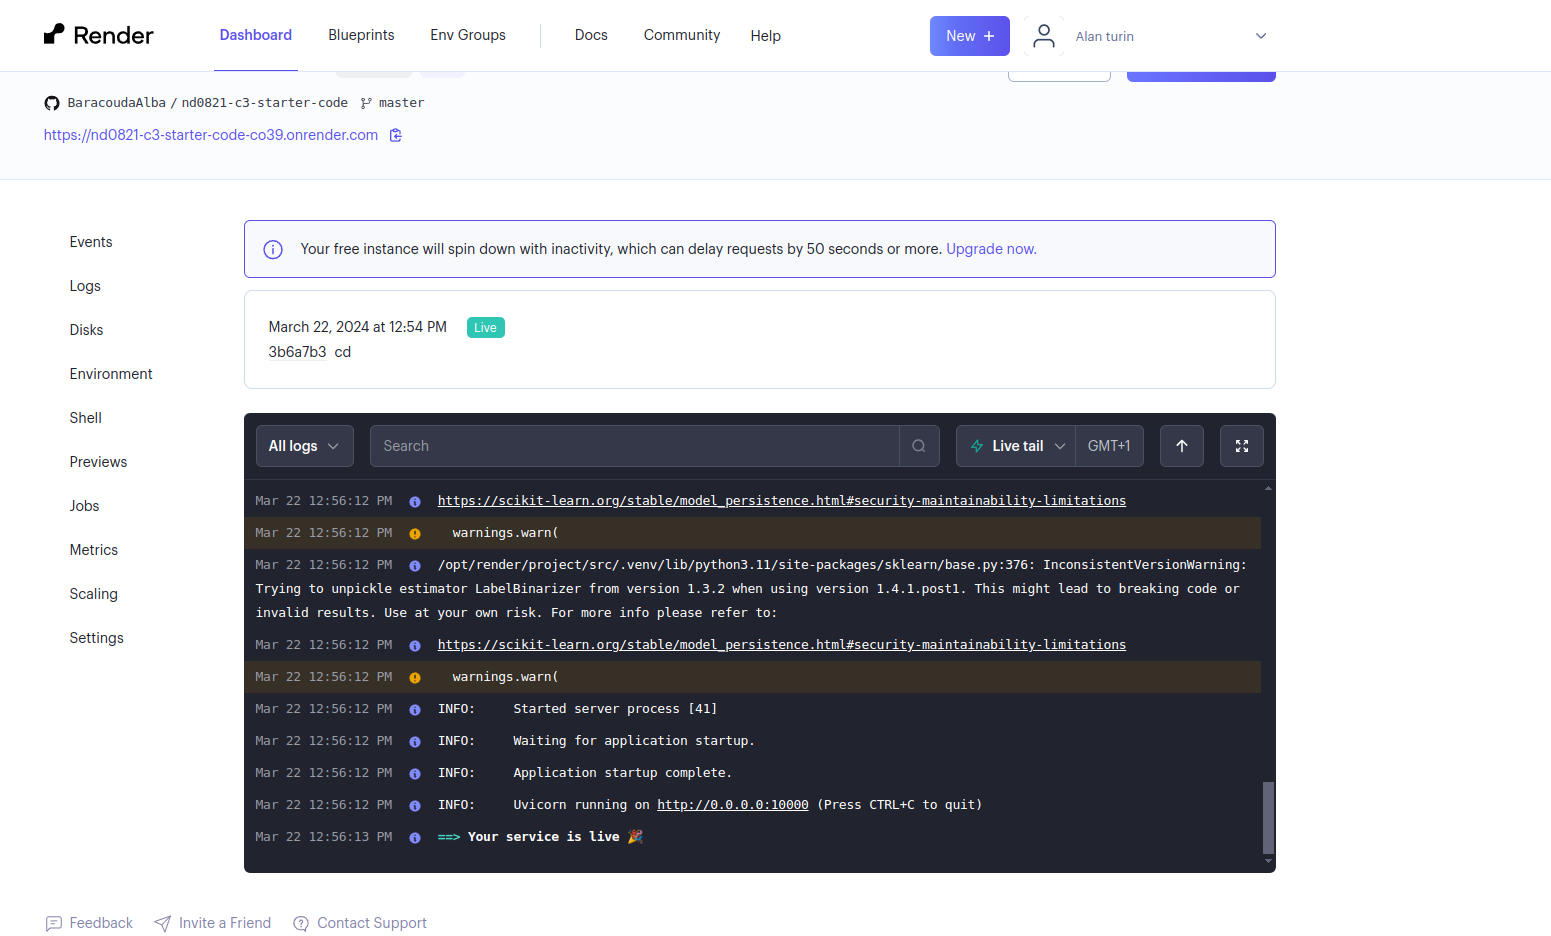 Render
Dashboard Blueprints Env Groups Docs Community Help New + Alan turin
BaracoudaAlba / nd0821-c3-starter-code master
https://nd0821-c3-starter-code-co39.onrender.com
Events
Logs
Disks
Environment
Shell
Previews
Jobs
Metrics
Scaling
Settings
Your free instance will spin down with inactivity, which can delay requests by 50 seconds or more. Upgrade now.
March 22, 2024 at 12:54 PM Live
3b6a7b3 cd
All logs Search Live tail GMT+1
Mar 22 12:56:12 PM https://scikit-learn.org/stable/model_persistence.html#security-maintainability-limitations
Mar 22 12:56:12 PM warnings.warn(
Mar 22 12:56:12 PM /opt/render/project/src/.venv/lib/python3.11/site-packages/sklearn/base.py:376: InconsistentVersionWarning:
Trying to unpickle estimator LabelBinarizer from version 1.3.2 when using version 1.4.1.post1. This might lead to breaking code or
invalid results. Use at your own risk. For more info please refer to:
Mar 22 12:56:12 PM https://scikit-learn.org/stable/model_persistence.html#security-maintainability-limitations
Mar 22 12:56:12 PM warnings.warn(
Mar 22 12:56:12 PM INFO: Started server process [41]
Mar 22 12:56:12 PM INFO: Waiting for application startup.
Mar 22 12:56:12 PM INFO: Application startup complete.
Mar 22 12:56:12 PM INFO: Uvicorn running on http://0.0.0.0:10000 (Press CTRL+C to quit)
Mar 22 12:56:13 PM ==> Your service is live 🎉
Feedback Invite a Friend Contact Support